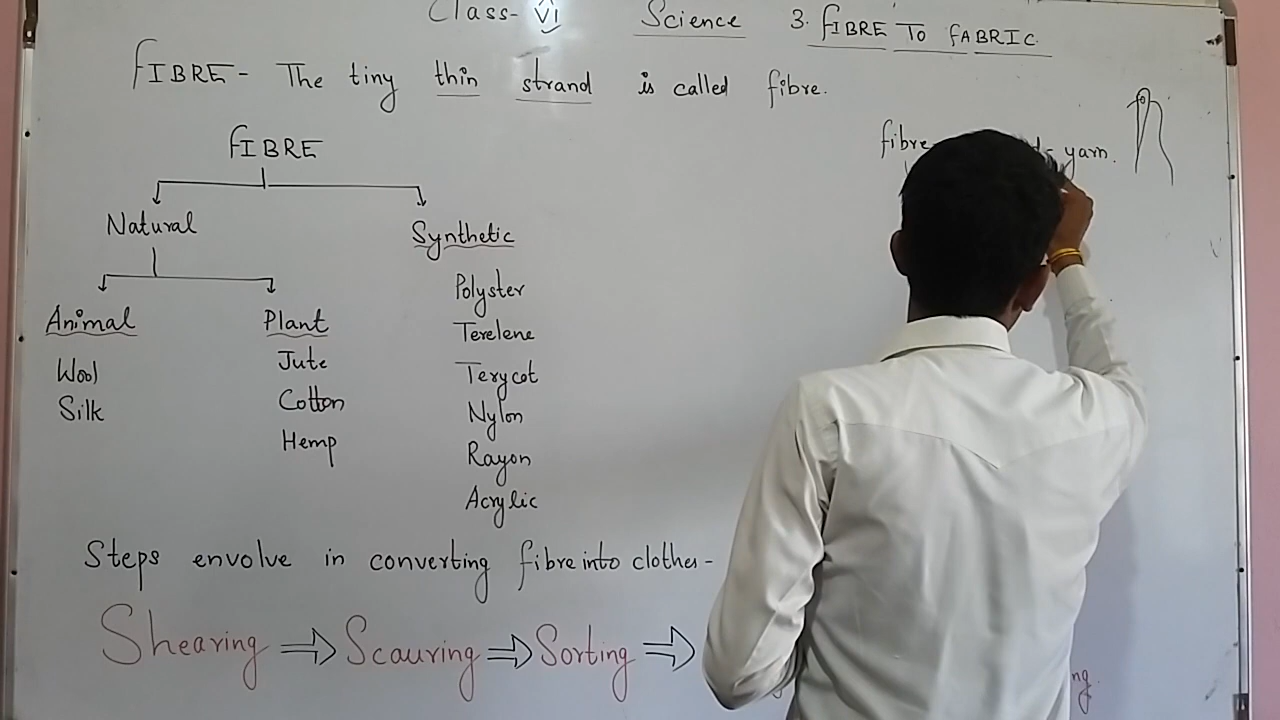 Class-VI Science 3. FIBRE TO FABRIC
FIBRE - The tiny thin strand is called fibre.
fibre - yarn.
FIBRE
Natural Synthetic
Animal Plant
Polyster
Terelene
Terycot
Nylon
Rayon
Acrylic
Jute
Cotton
Hemp
Wool
Silk
Steps envolve in converting fibre into clothes-
Shearing ⇒ Scauring ⇒ Sorting ⇒